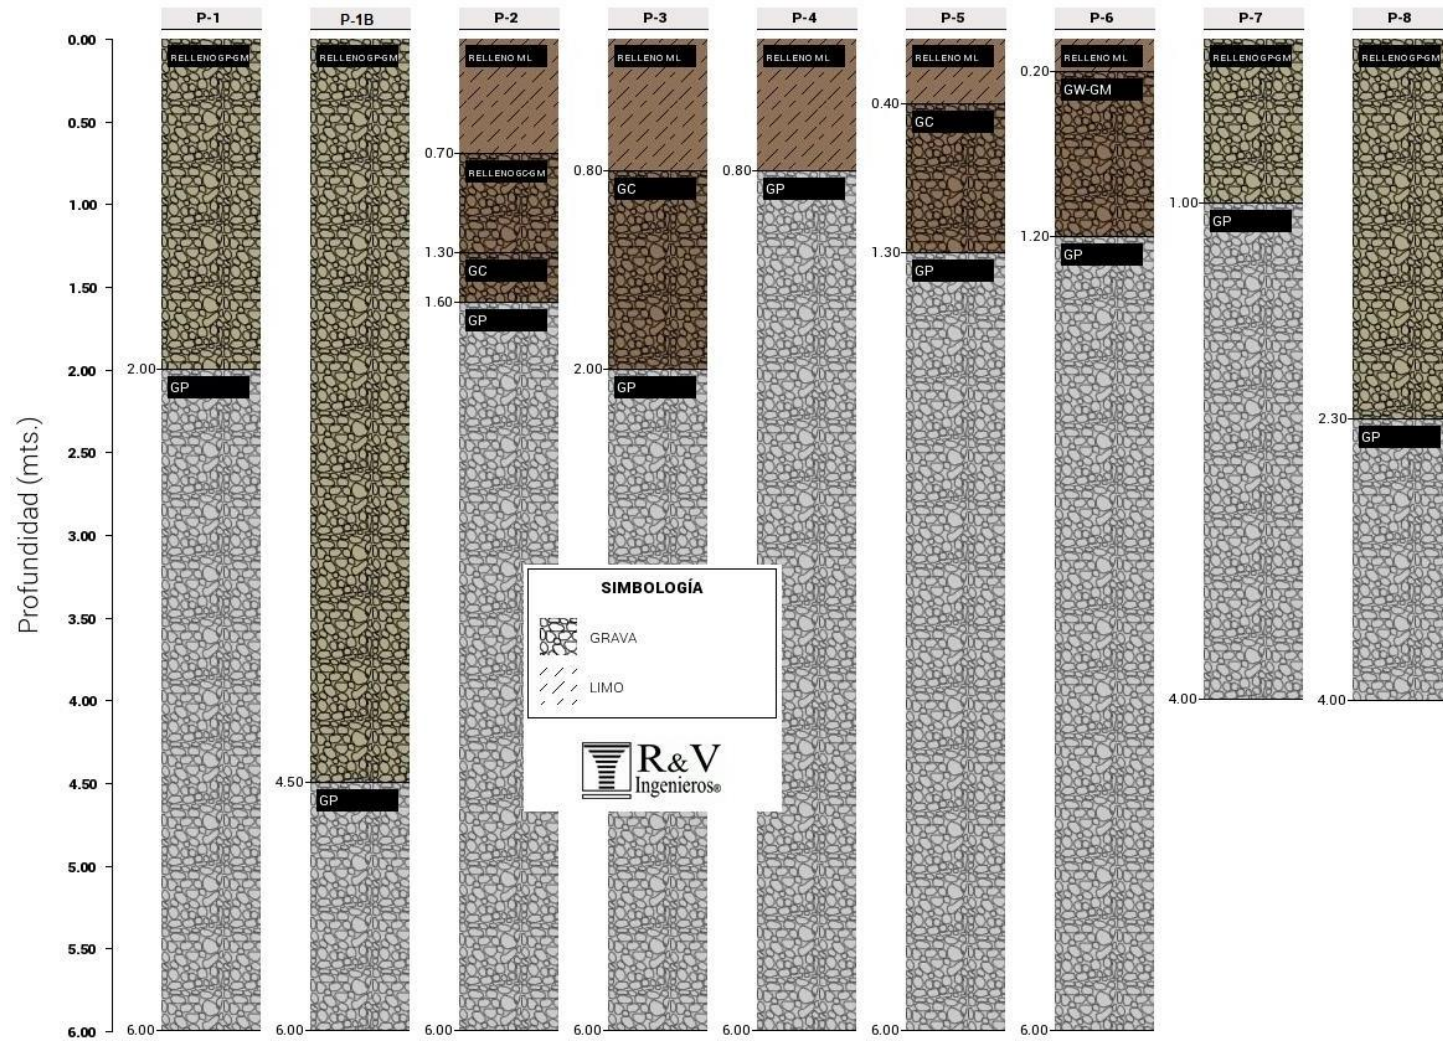 P-1
P-1B
P-2
P-3
P-4
P-5
P-6
P-7
P-8
Profundidad (mts.)
0.00
0.50
1.00
1.50
2.00
2.50
3.00
3.50
4.00
4.50
5.00
5.50
6.00
RELLENO GP-GM
2.00
GP
6.00
RELLENO GP-GM
4.50
GP
6.00
RELLENO ML
0.70
RELLENO GC-GM
1.30
GC
1.60
GP
6.00
RELLENO ML
0.80
GC
2.00
GP
6.00
RELLENO ML
0.80
GP
6.00
RELLENO ML
0.40
GC
1.30
GP
6.00
RELLENO ML
0.20
GW-GM
1.20
GP
6.00
RELLENO GP-GM
1.00
GP
4.00
RELLENO GP-GM
2.30
GP
4.00
SIMBOLOGÍA
GRAVA
LIMO
R&V
Ingenieros®